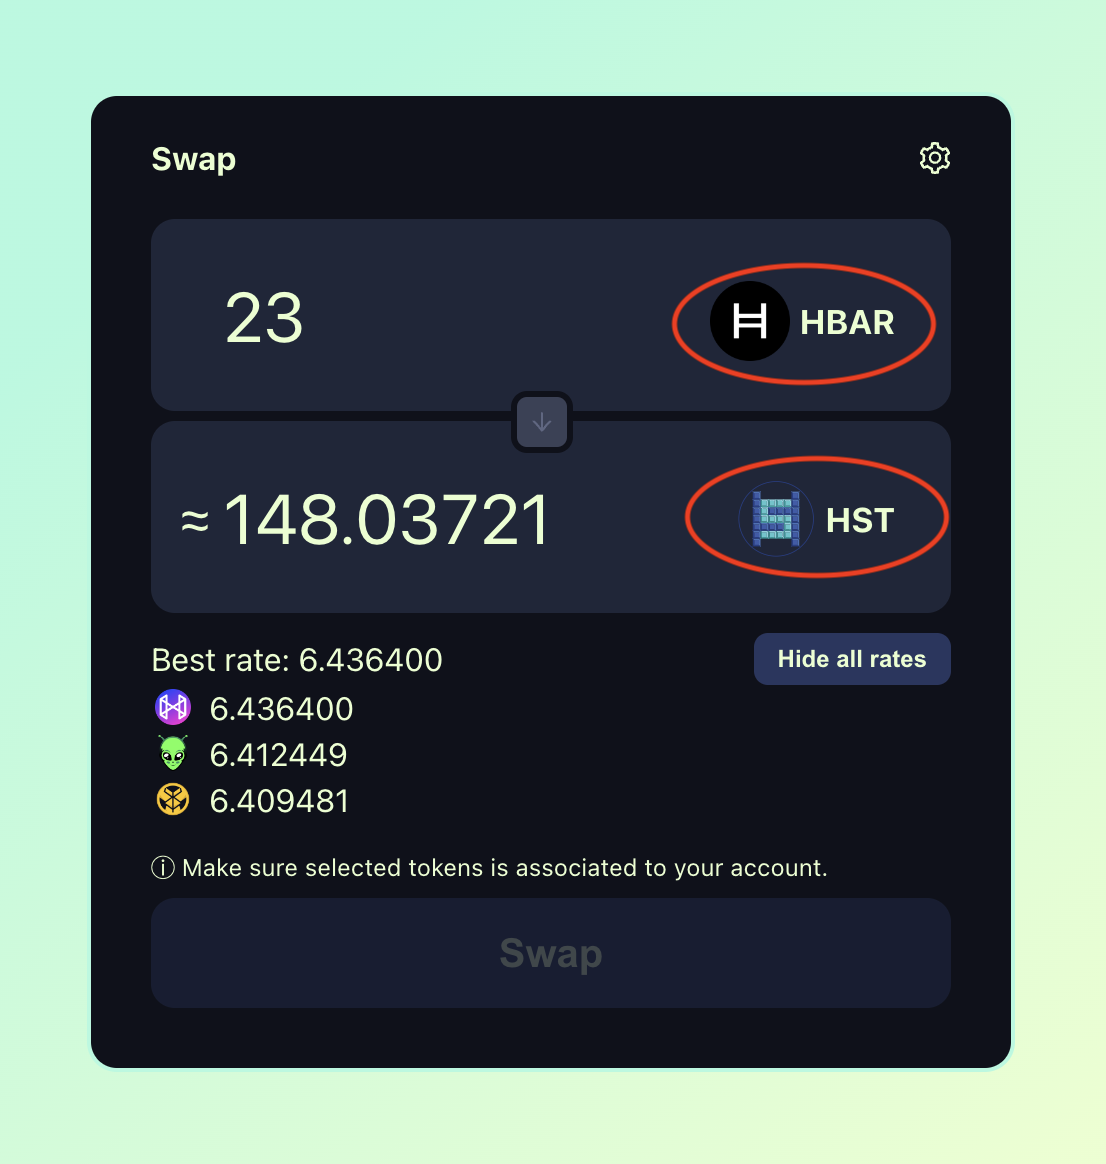 Swap
23
HBAR
≈ 148.03721
HST
Best rate: 6.436400
Hide all rates
6.436400
6.412449
6.409481
ⓘ Make sure selected tokens is associated to your account.
Swap